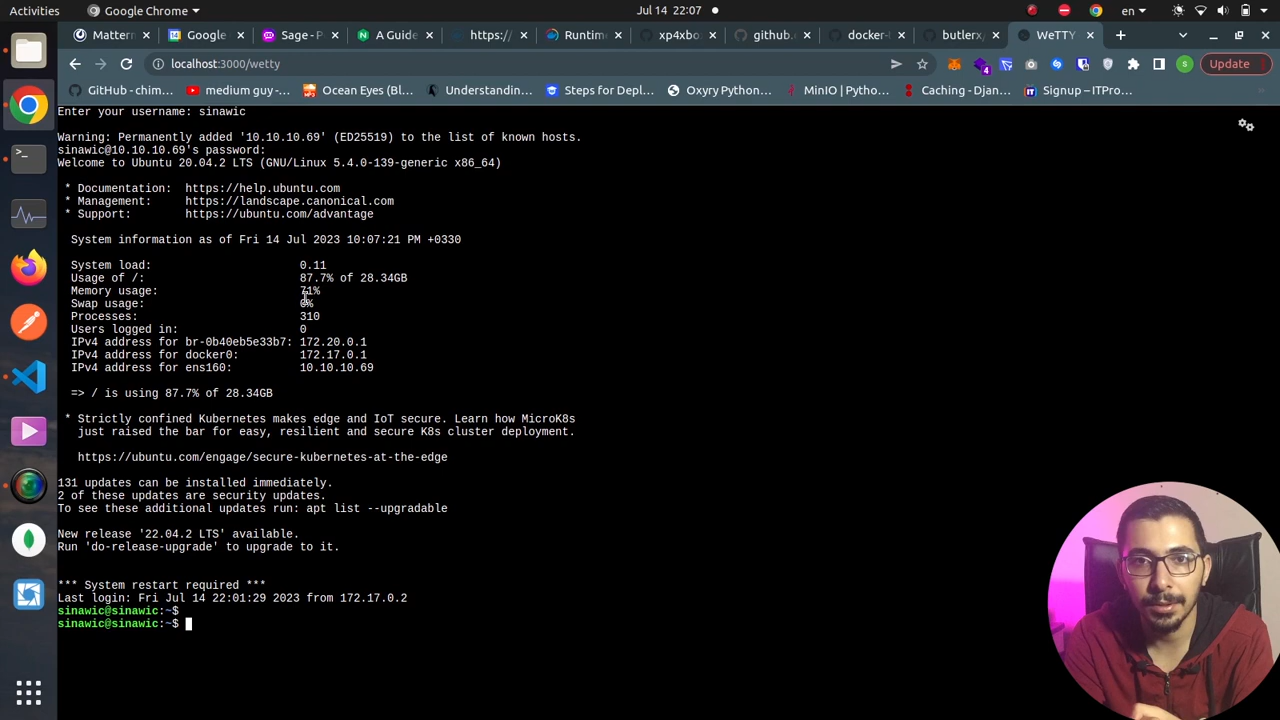 Activities
Google Chrome
Jul 14 22:07
en
Mattern
Google
Sage - P
A Guide
https:/
Runtim
xp4xbo
github.c
docker-l
butlerx/
WeTTY
localhost:3000/wetty
4
S
Update
GitHub - chim...
medium guy -...
Ocean Eyes (Bl...
Understandin...
Steps for Depl...
Oxyry Python...
MinIO | Pytho...
Caching - Djan...
Signup – ITPro...
Enter your username: sinawic
Warning: Permanently added '10.10.10.69' (ED25519) to the list of known hosts.
sinawic@10.10.10.69's password:
Welcome to Ubuntu 20.04.2 LTS (GNU/Linux 5.4.0-139-generic x86_64)
* Documentation: https://help.ubuntu.com
* Management: https://landscape.canonical.com
* Support: https://ubuntu.com/advantage
System information as of Fri 14 Jul 2023 10:07:21 PM +0330
System load: 0.11
Usage of /: 87.7% of 28.34GB
Memory usage: 71%
Swap usage: 0%
Processes: 310
Users logged in: 0
IPv4 address for br-0b40eb5e33b7: 172.20.0.1
IPv4 address for docker0: 172.17.0.1
IPv4 address for ens160: 10.10.10.69
=> / is using 87.7% of 28.34GB
* Strictly confined Kubernetes makes edge and IoT secure. Learn how MicroK8s
just raised the bar for easy, resilient and secure K8s cluster deployment.
https://ubuntu.com/engage/secure-kubernetes-at-the-edge
131 updates can be installed immediately.
2 of these updates are security updates.
To see these additional updates run: apt list --upgradable
New release '22.04.2 LTS' available.
Run 'do-release-upgrade' to upgrade to it.
*** System restart required ***
Last login: Fri Jul 14 22:01:29 2023 from 172.17.0.2
sinawic@sinawic:~$
sinawic@sinawic:~$